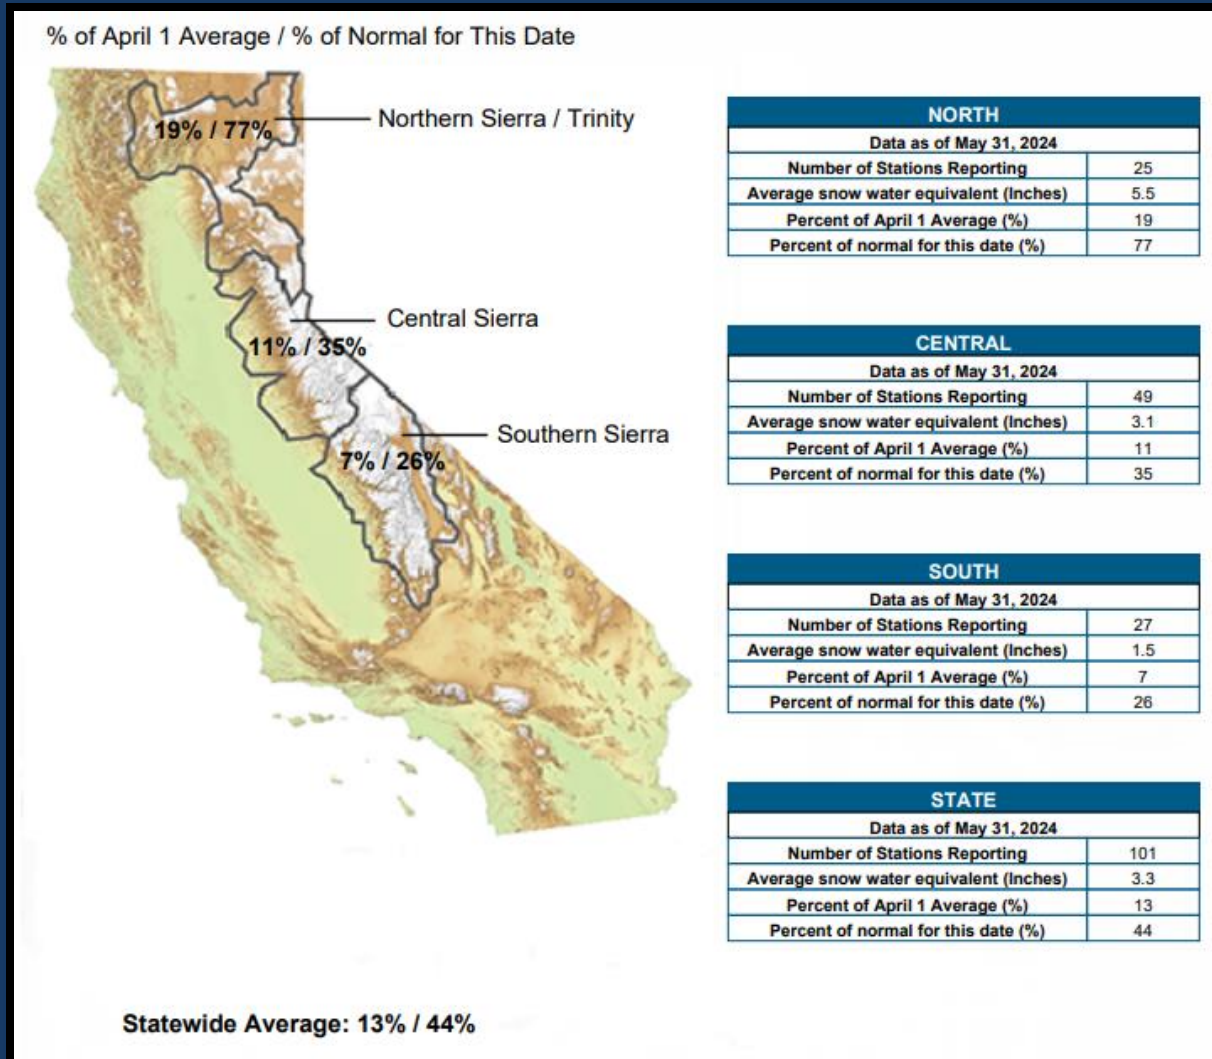 % of April 1 Average / % of Normal for This Date
Northern Sierra / Trinity
19% / 77%
Central Sierra
11% / 35%
Southern Sierra
7% / 26%
NORTH
Data as of May 31, 2024
Number of Stations Reporting 25
Average snow water equivalent (Inches) 5.5
Percent of April 1 Average (%) 19
Percent of normal for this date (%) 77
CENTRAL
Data as of May 31, 2024
Number of Stations Reporting 49
Average snow water equivalent (Inches) 3.1
Percent of April 1 Average (%) 11
Percent of normal for this date (%) 35
SOUTH
Data as of May 31, 2024
Number of Stations Reporting 27
Average snow water equivalent (Inches) 1.5
Percent of April 1 Average (%) 7
Percent of normal for this date (%) 26
STATE
Data as of May 31, 2024
Number of Stations Reporting 101
Average snow water equivalent (Inches) 3.3
Percent of April 1 Average (%) 13
Percent of normal for this date (%) 44
Statewide Average: 13% / 44%